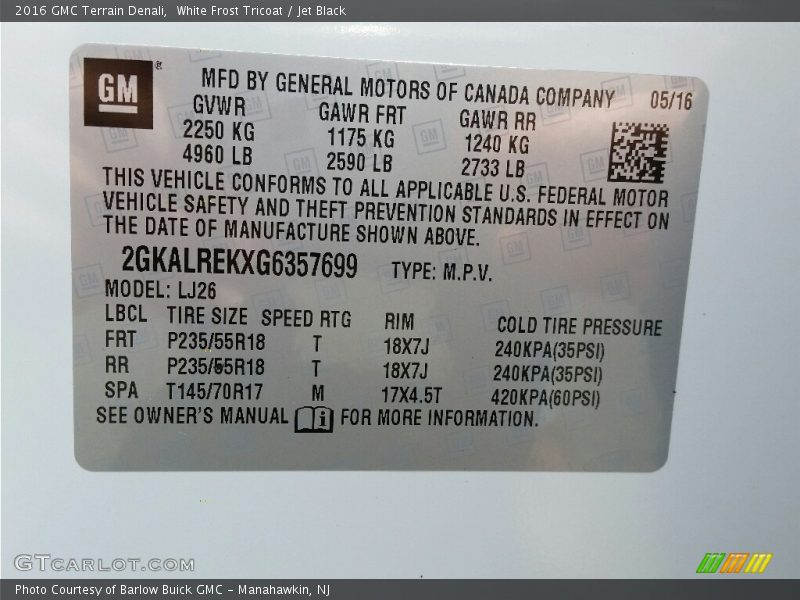 2016 GMC Terrain Denali, White Frost Tricoat / Jet Black
GM ®
MFD BY GENERAL MOTORS OF CANADA COMPANY 05/16
GVWR GAWR FRT GAWR RR
2250 KG 1175 KG 1240 KG
4960 LB 2590 LB 2733 LB
THIS VEHICLE CONFORMS TO ALL APPLICABLE U.S. FEDERAL MOTOR
VEHICLE SAFETY AND THEFT PREVENTION STANDARDS IN EFFECT ON
THE DATE OF MANUFACTURE SHOWN ABOVE.
2GKALREKXG6357699 TYPE: M.P.V.
MODEL: LJ26
LBCL TIRE SIZE SPEED RTG RIM COLD TIRE PRESSURE
FRT P235/55R18 T 18X7J 240KPA(35PSI)
RR P235/55R18 T 18X7J 240KPA(35PSI)
SPA T145/70R17 M 17X4.5T 420KPA(60PSI)
SEE OWNER'S MANUAL i FOR MORE INFORMATION.
GTCARLOT.COM
Photo Courtesy of Barlow Buick GMC – Manahawkin, NJ